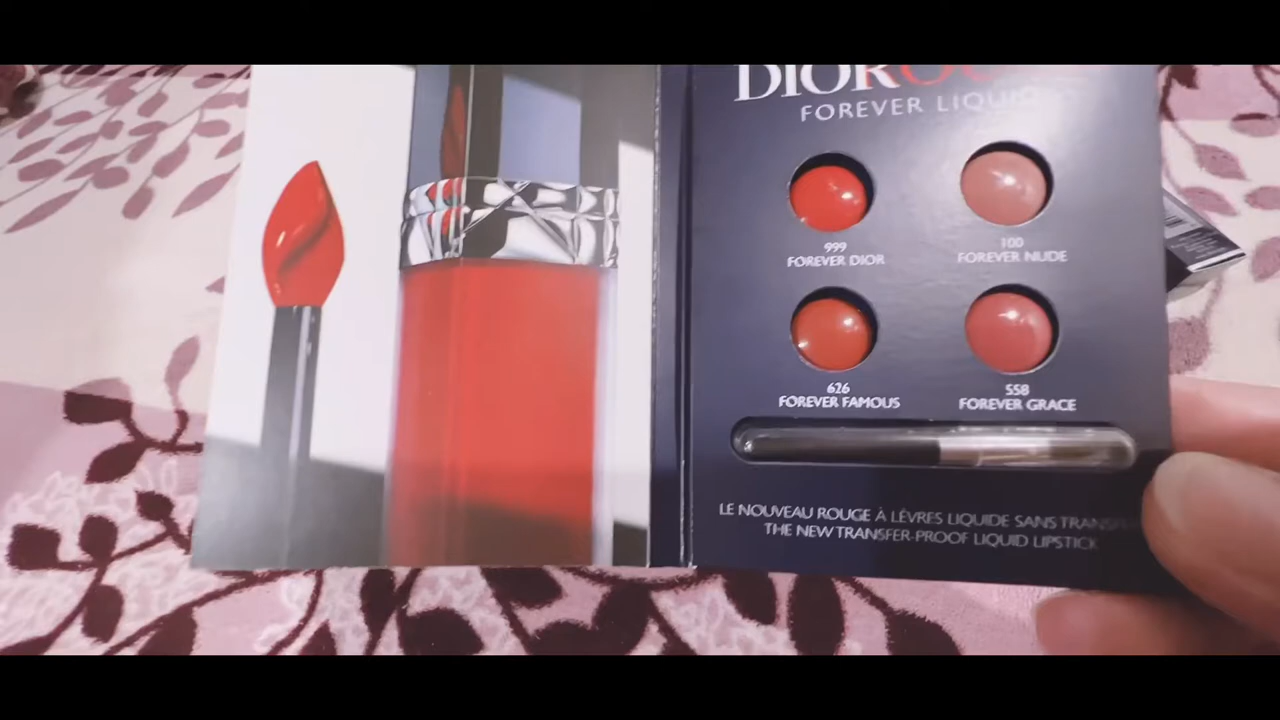 DIOR
FOREVER LIQUID
999
FOREVER DIOR
100
FOREVER NUDE
626
FOREVER FAMOUS
558
FOREVER GRACE
LE NOUVEAU ROUGE À LÈVRES LIQUIDE SANS
THE NEW TRANSFER-PROOF LIQUID LIPSTICK